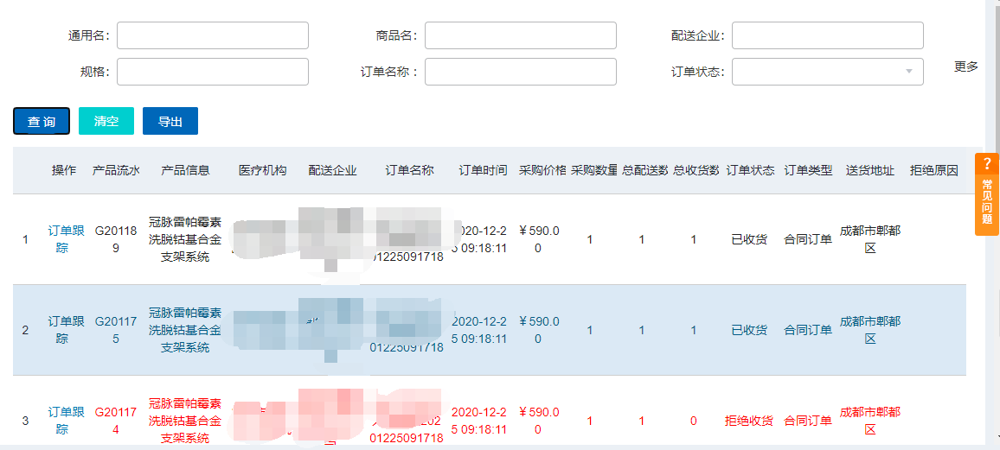 通用名： 商品名： 配送企业：
规格： 订单名称 ： 订单状态： 更多
查 询 清空 导出
操作 产品流水 产品信息 医疗机构 配送企业 订单名称 订单时间 采购价格 采购数量 总配送数 总收货数 订单状态 订单类型 送货地址 拒绝原因
?
常见问题
1 订单跟踪 G201189 冠脉雷帕霉素洗脱钴基合金支架系统 01225091718 2020-12-25 09:18:11 ￥590.00 1 1 1 已收货 合同订单 成都市郫都区
2 订单跟踪 G201175 冠脉雷帕霉素洗脱钴基合金支架系统 01225091718 2020-12-25 09:18:11 ￥590.00 1 1 1 已收货 合同订单 成都市郫都区
3 订单跟踪 G201174 冠脉雷帕霉素洗脱钴基合金支架系统 01225091718 2020-12-25 09:18:11 ￥590.00 1 1 0 拒绝收货 合同订单 成都市郫都区